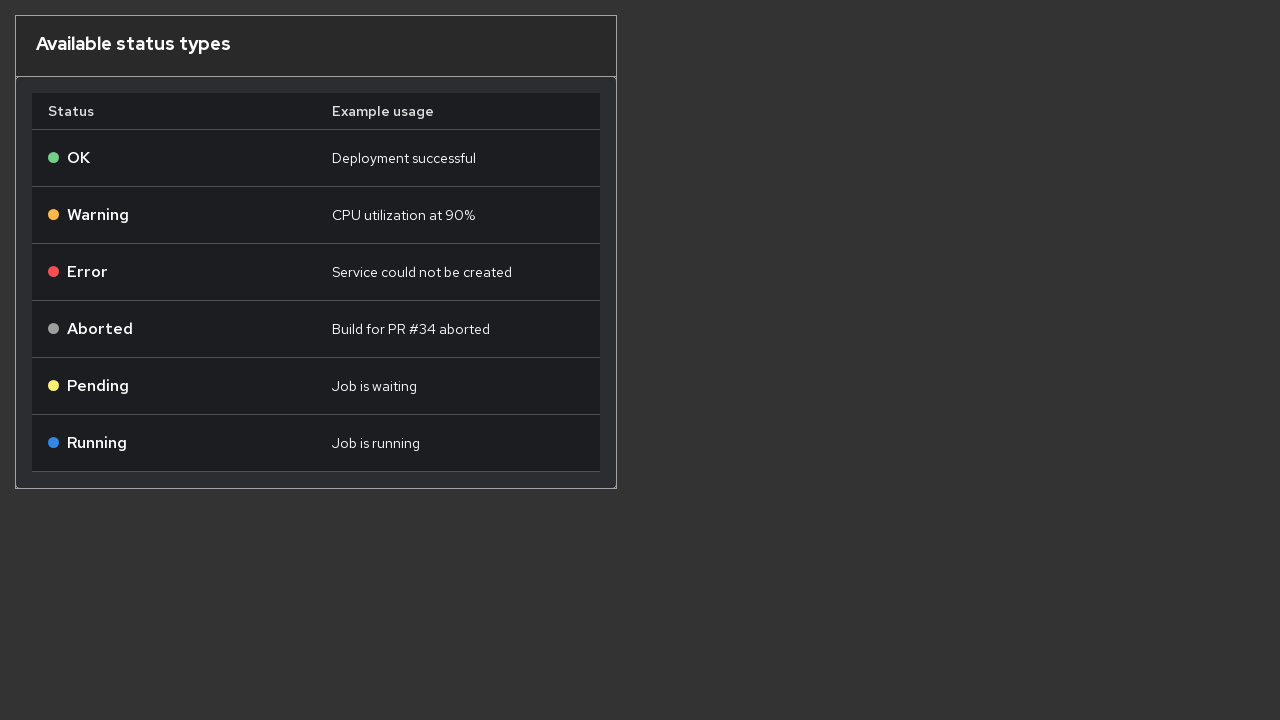 Available status types
Status Example usage
OK Deployment successful
Warning CPU utilization at 90%
Error Service could not be created
Aborted Build for PR #34 aborted
Pending Job is waiting
Running Job is running